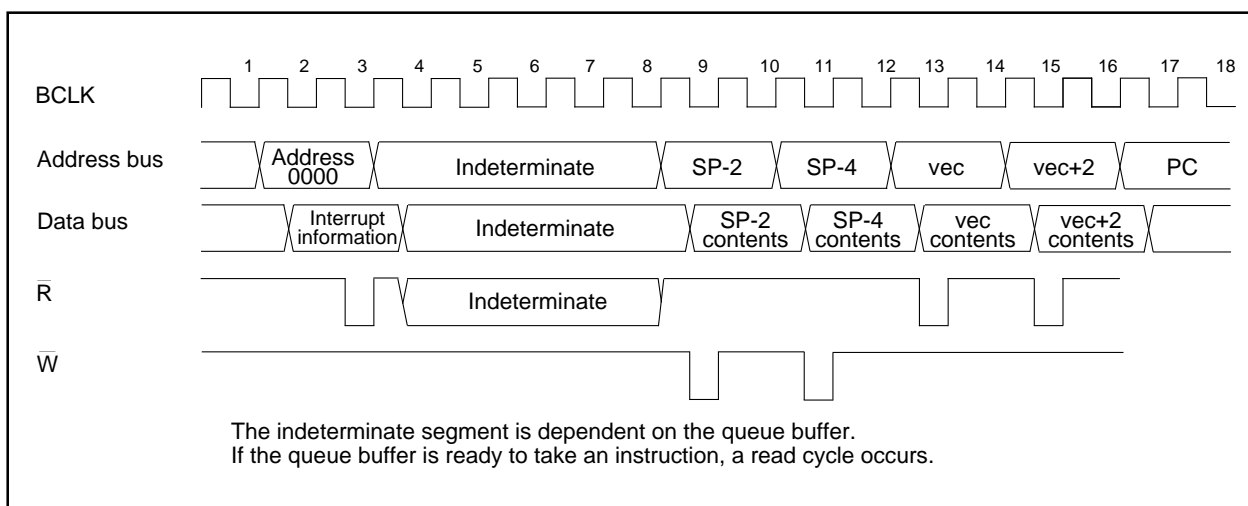 1 2 3 4 5 6 7 8 9 10 11 12 13 14 15 16 17 18
BCLK
Address bus
Address
0000
Indeterminate
SP-2
SP-4
vec
vec+2
PC
Data bus
Interrupt
information
Indeterminate
SP-2
contents
SP-4
contents
vec
contents
vec+2
contents
R̅
Indeterminate
W̅
The indeterminate segment is dependent on the queue buffer.
If the queue buffer is ready to take an instruction, a read cycle occurs.